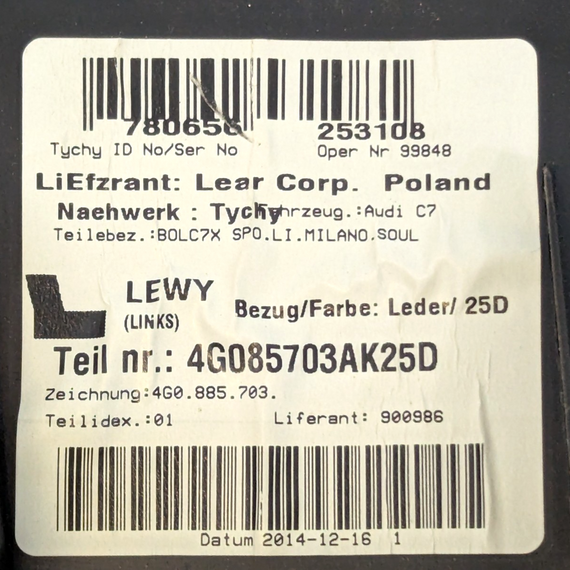 780656 253108
Tychy ID No/Ser No Oper Nr 99848
LiEfzrant: Lear Corp. Poland
Naehwerk : Tychy Fahrzeug.:Audi C7
Teilebez.:BOLC7X SPO.LI.MILANO.SOUL
L LEWY
(LINKS) Bezug/Farbe: Leder/ 25D
Teil nr.: 4G085703AK25D
Zeichnung:4G0.885.703.
Teilidex.:01 Liferant: 900986
Datum 2014-12-16 1